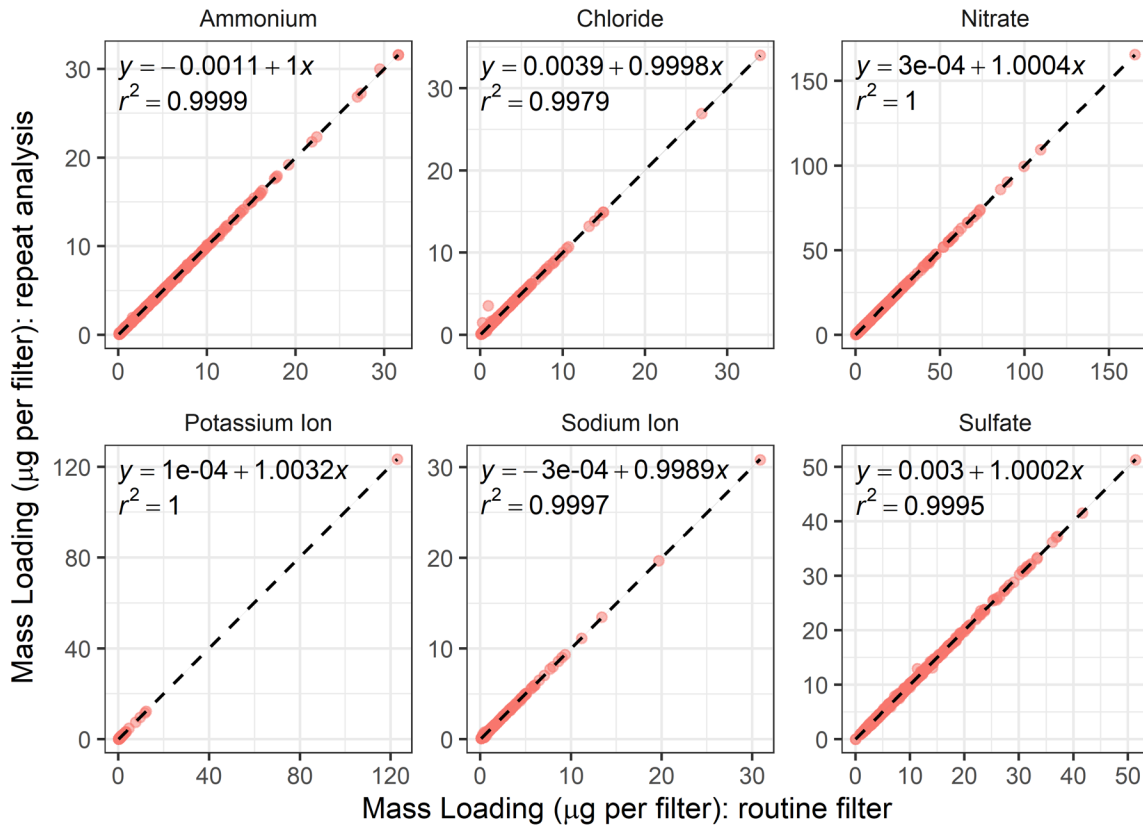 Ammonium
Chloride
Nitrate
Mass Loading (μg per filter): repeat analysis
30
20
10
0
y = −0.0011 + 1x
r² = 0.9999
0 10 20 30
30
20
10
0
y = 0.0039 + 0.9998x
r² = 0.9979
0 10 20 30
150
100
50
0
y = 3e-04 + 1.0004x
r² = 1
0 50 100 150
Potassium Ion
Sodium Ion
Sulfate
120
80
40
0
y = 1e-04 + 1.0032x
r² = 1
0 40 80 120
30
20
10
0
y = −3e-04 + 0.9989x
r² = 0.9997
0 10 20 30
50
40
30
20
10
0
y = 0.003 + 1.0002x
r² = 0.9995
0 10 20 30 40 50
Mass Loading (μg per filter): routine filter